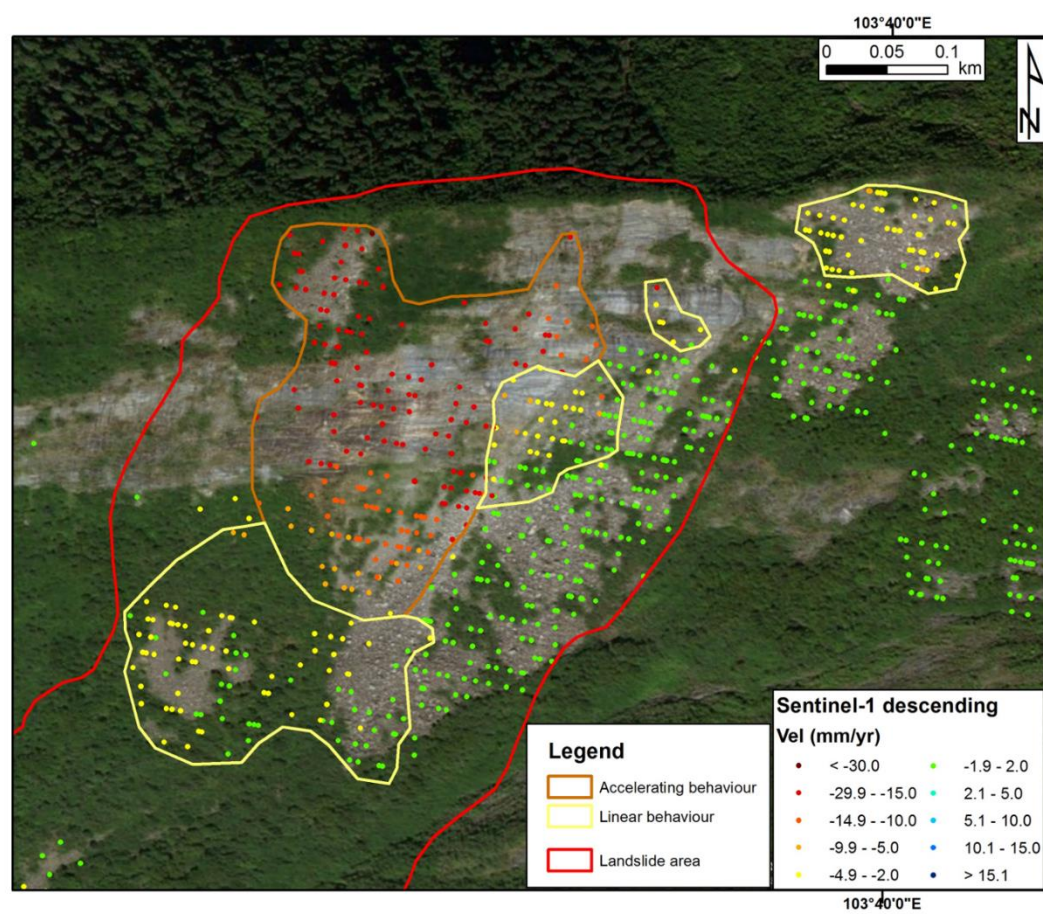 103°40'0"E
0 0.05 0.1
km
N
Legend
Accelerating behaviour
Linear behaviour
Landslide area
Sentinel-1 descending
Vel (mm/yr)
< -30.0
-29.9 - -15.0
-14.9 - -10.0
-9.9 - -5.0
-4.9 - -2.0
-1.9 - 2.0
2.1 - 5.0
5.1 - 10.0
10.1 - 15.0
> 15.1
103°40'0"E